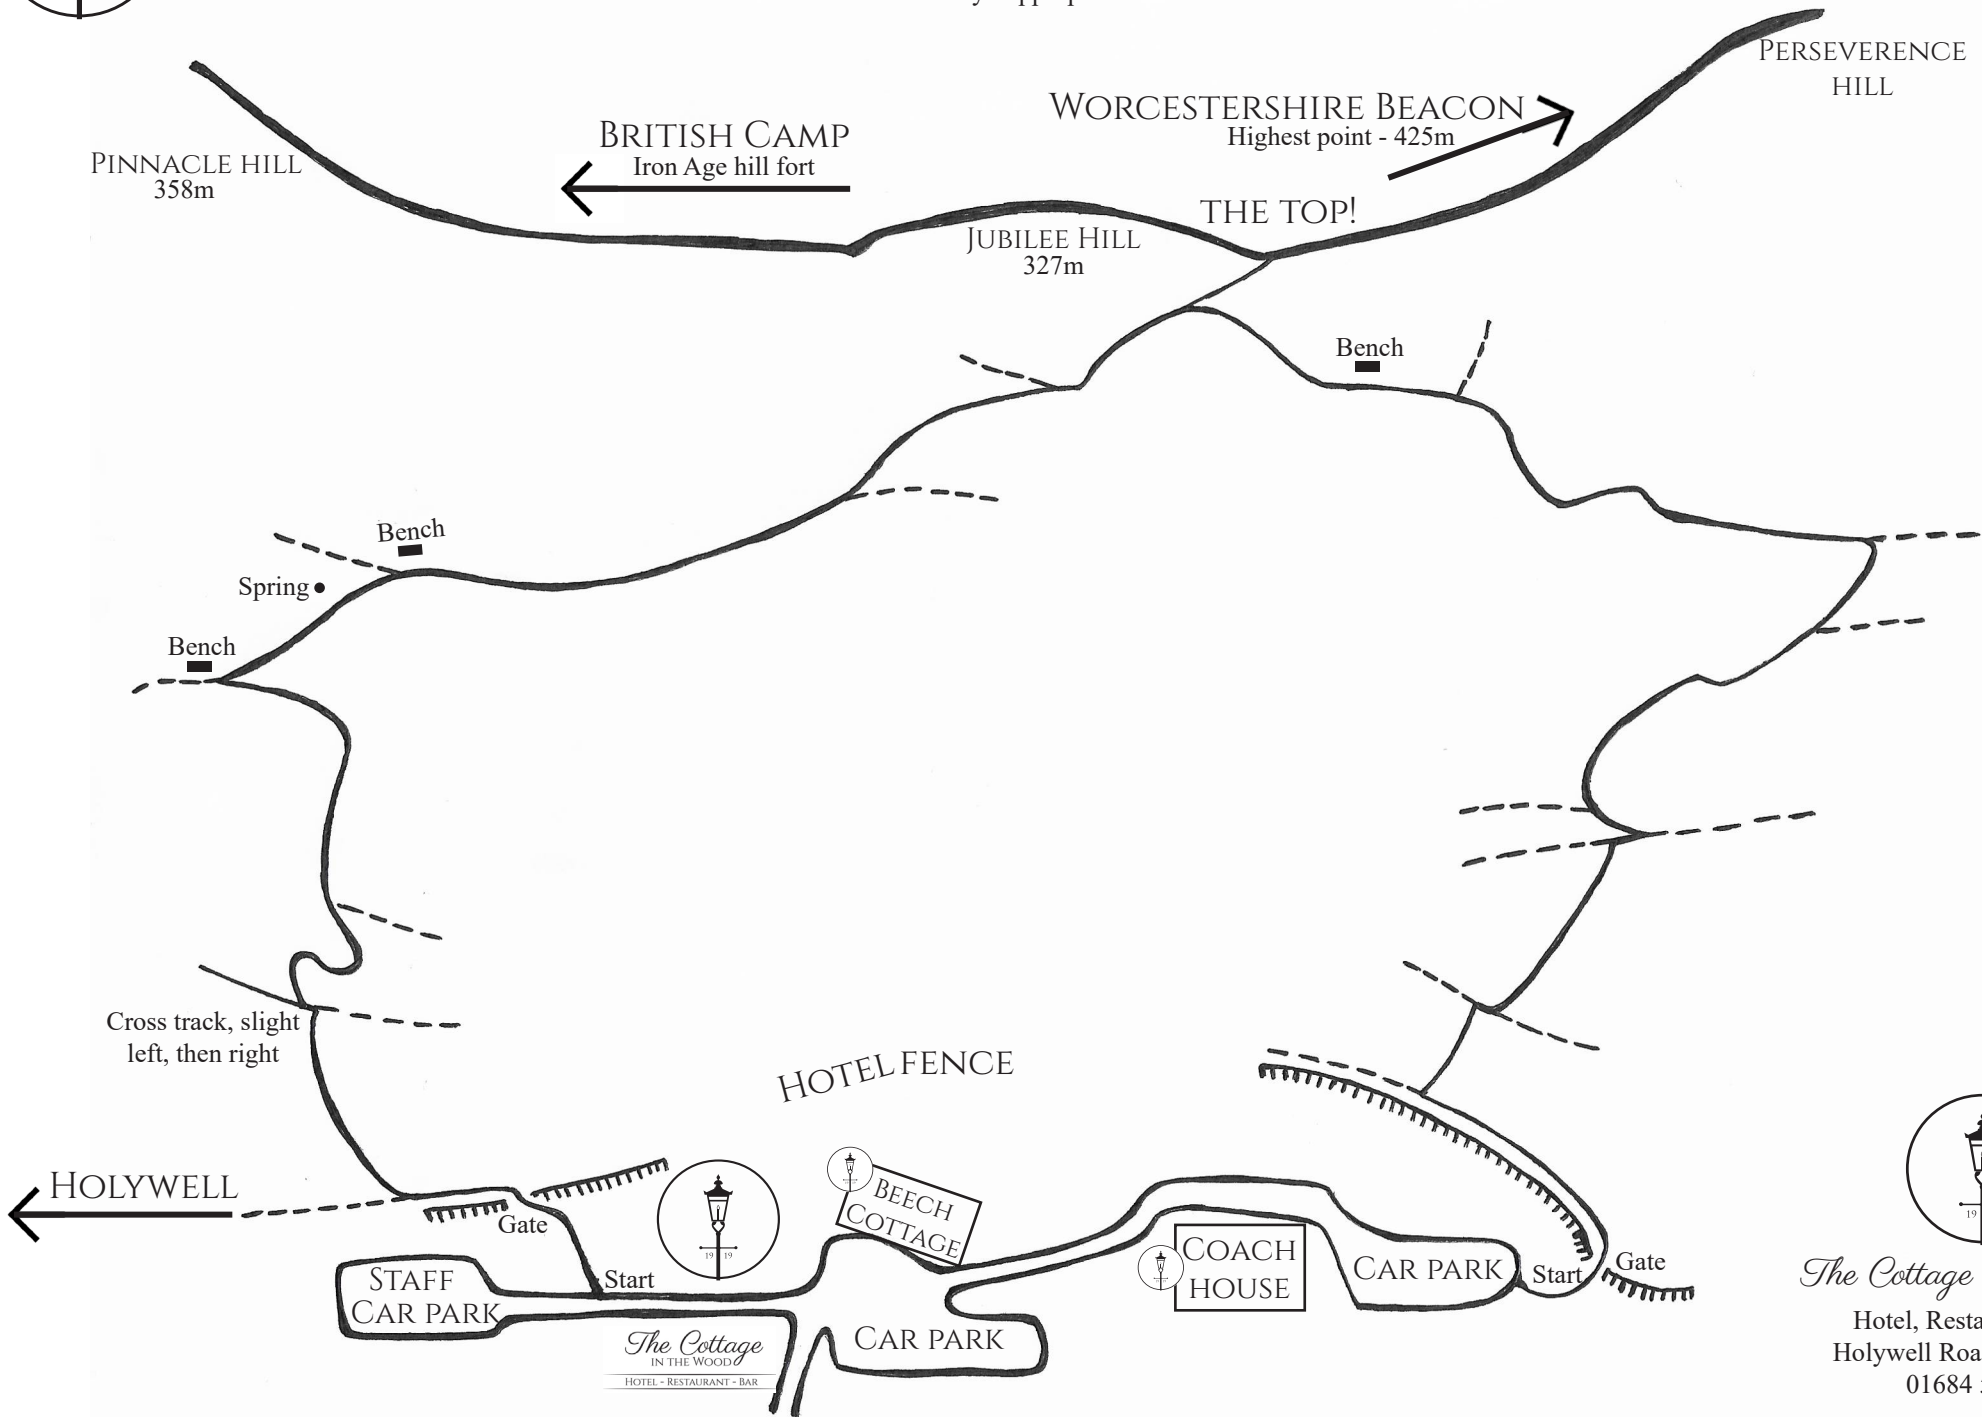 PERSEVERENCE
HILL
WORCESTERSHIRE BEACON
Highest point - 425m
BRITISH CAMP
Iron Age hill fort
PINNACLE HILL
358m
THE TOP!
JUBILEE HILL
327m
Bench
Bench
Spring
Bench
Cross track, slight
left, then right
HOTEL FENCE
HOLYWELL
Gate
BEECH
COTTAGE
COACH
HOUSE
CAR PARK
Start
Gate
STAFF
CAR PARK
Start
19 19
The Cottage
IN THE WOOD
HOTEL - RESTAURANT - BAR
CAR PARK
19
The Cottage
Hotel, Resta
Holywell Roa
01684